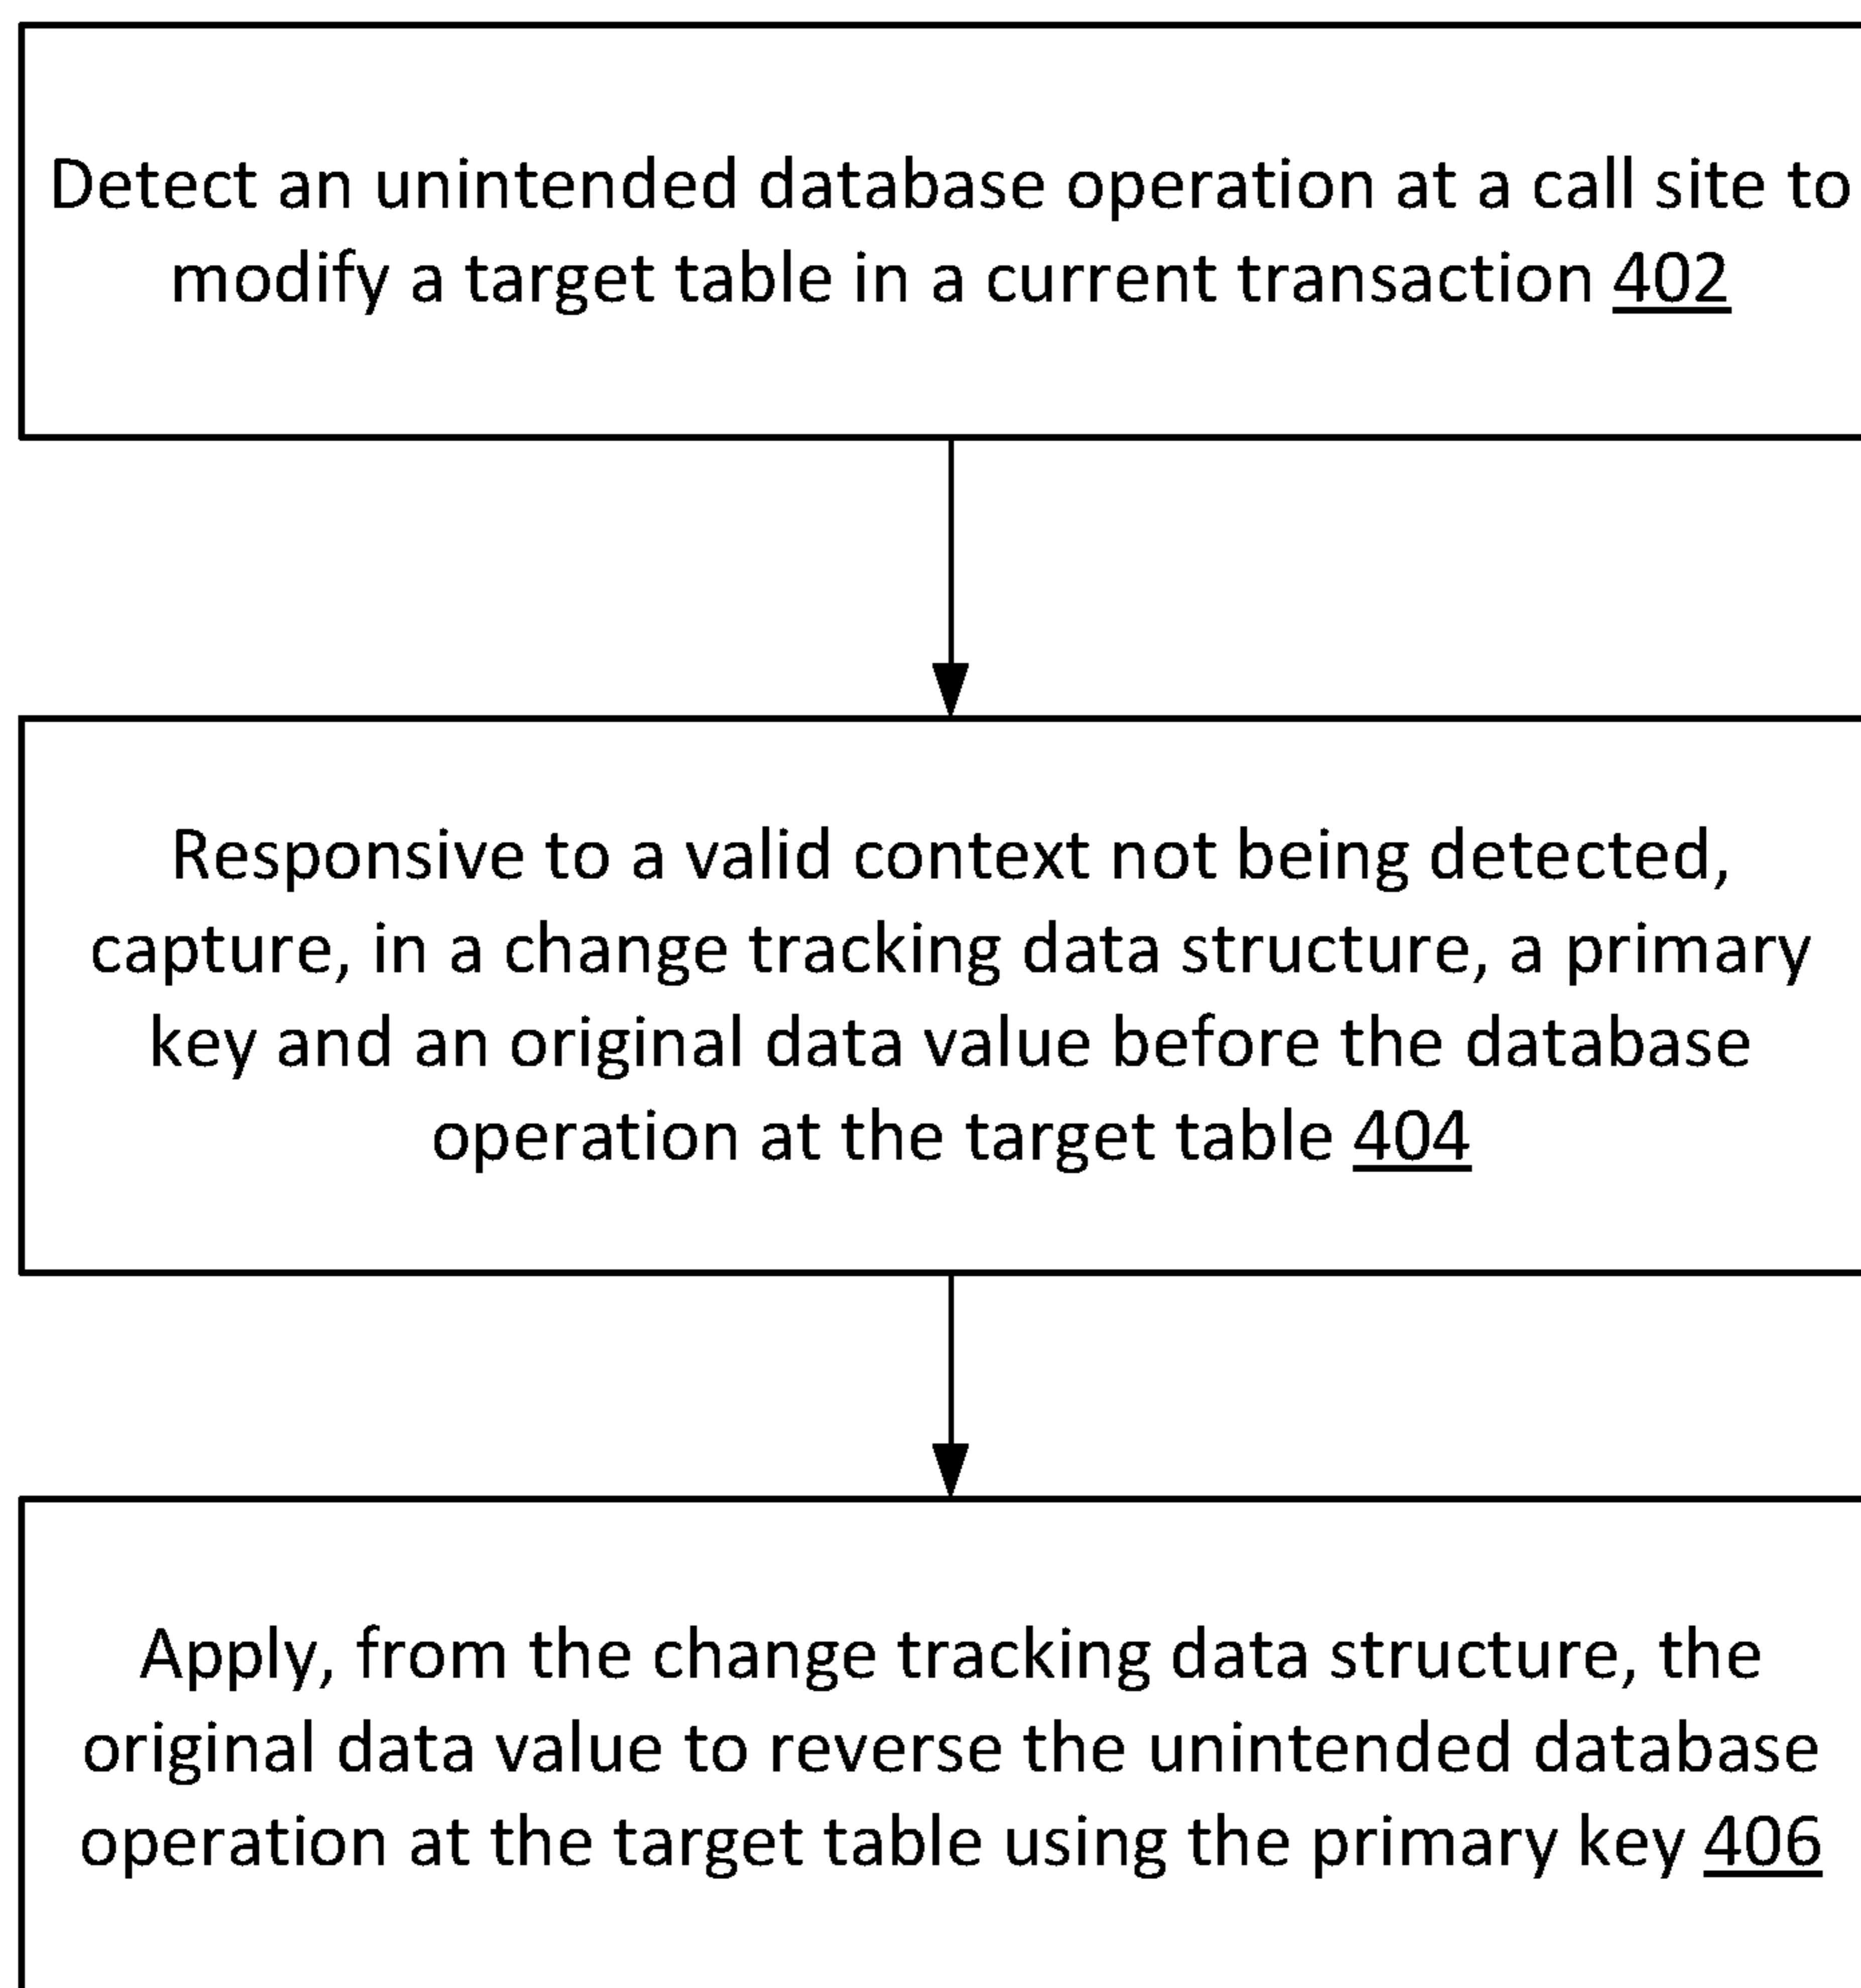 Detect an unintended database operation at a call site to
modify a target table in a current transaction 402
Responsive to a valid context not being detected,
capture, in a change tracking data structure, a primary
key and an original data value before the database
operation at the target table 404
Apply, from the change tracking data structure, the
original data value to reverse the unintended database
operation at the target table using the primary key 406